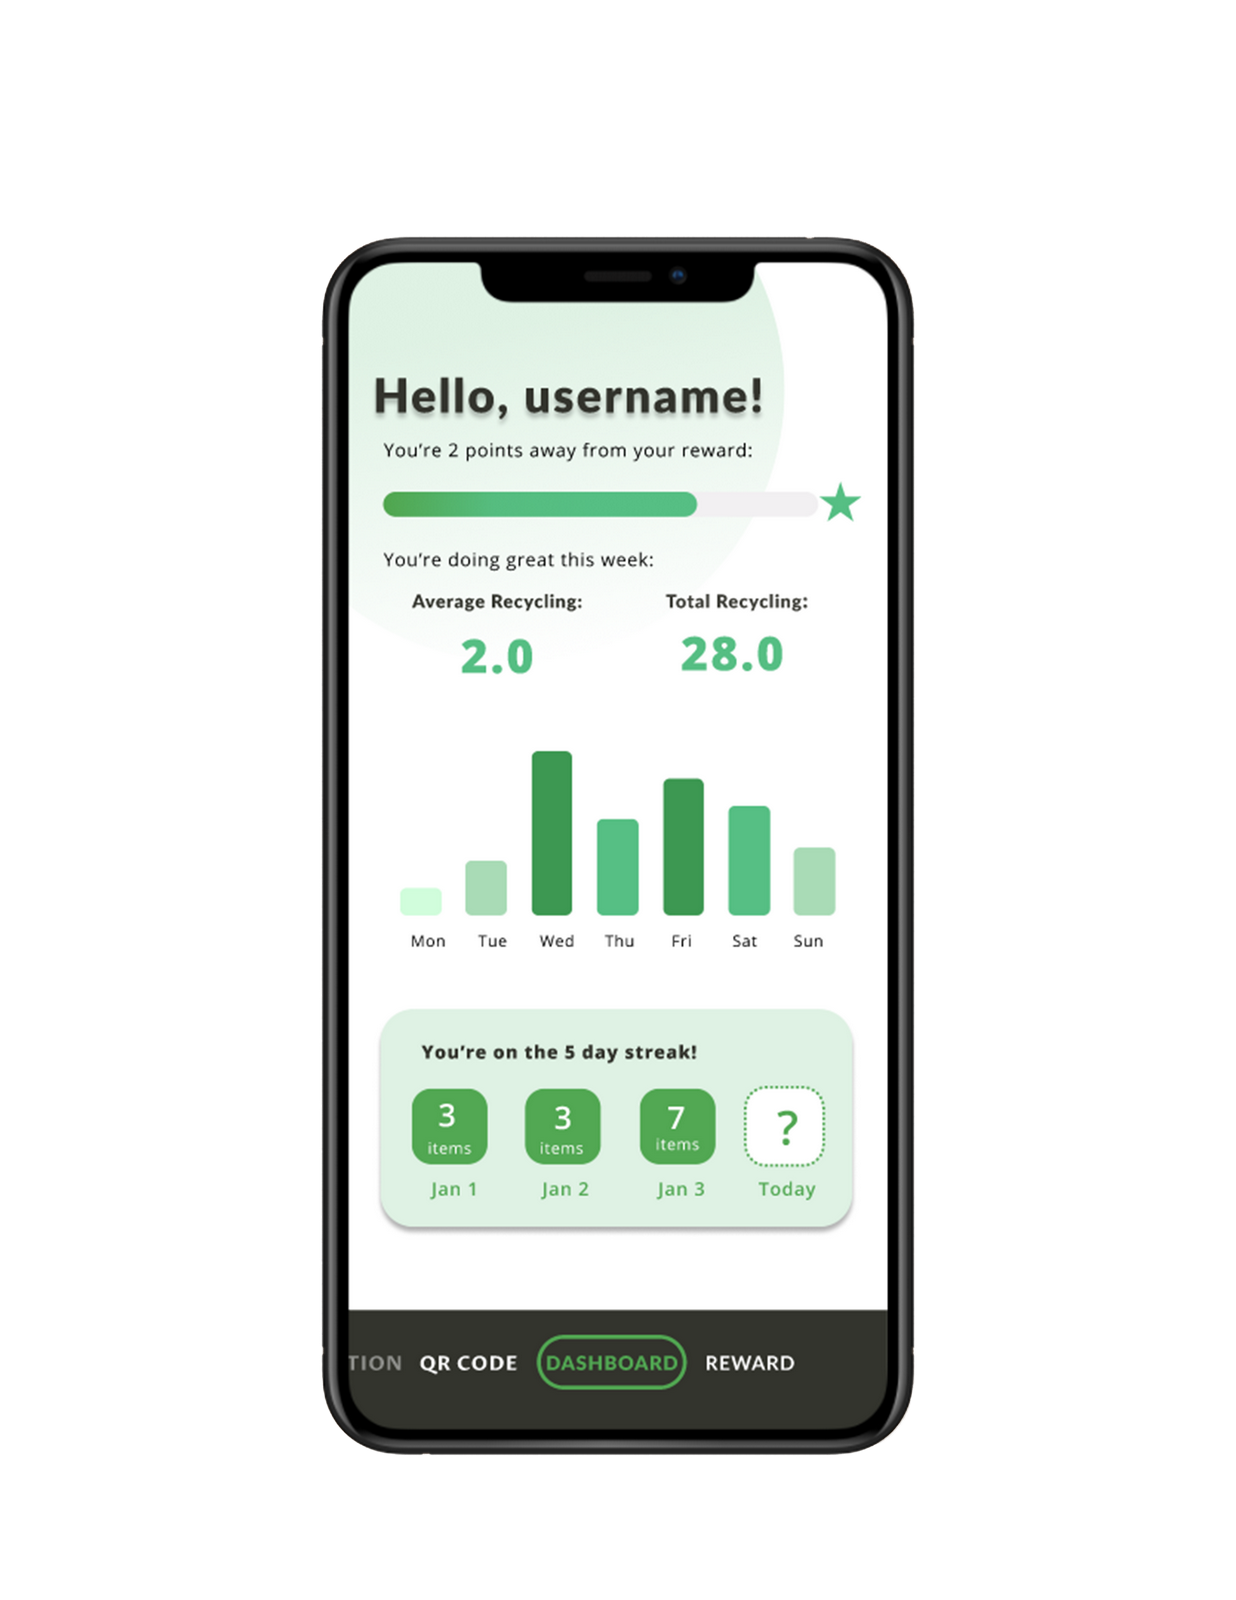 Hello, username!
You're 2 points away from your reward:
You're doing great this week:
Average Recycling: Total Recycling:
2.0 28.0
Mon Tue Wed Thu Fri Sat Sun
You're on the 5 day streak!
3 3 7 ?
items items items
Jan 1 Jan 2 Jan 3 Today
TION QR CODE DASHBOARD REWARD